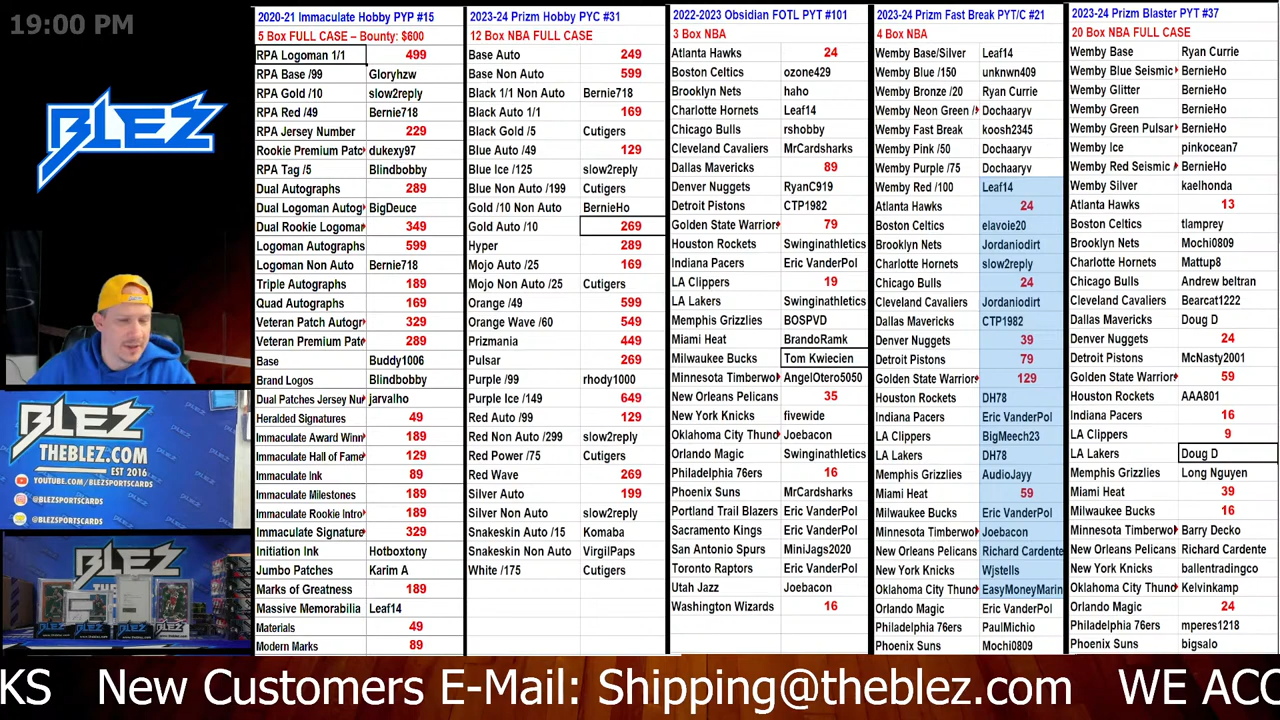 19:00 PM
BLEZ
BLEZ
THEBLEZ.COM
EST 2016
YOUTUBE.COM/BLEZSPORTSCARDS
@BLEZSPORTSCARDS
@BLEZSPORTSCARDS
BLEZ
2020-21 Immaculate Hobby PYP #15
5 Box FULL CASE – Bounty: $600
RPA Logoman 1/1 499
RPA Base /99 Gloryhzw
RPA Gold /10 slow2reply
RPA Red /49 Bernie718
RPA Jersey Number 229
Rookie Premium Patc dukexy97
RPA Tag /5 Blindbobby
Dual Autographs 289
Dual Logoman Autog BigDeuce
Dual Rookie Logoma 349
Logoman Autographs 599
Logoman Non Auto Bernie718
Triple Autographs 189
Quad Autographs 169
Veteran Patch Autogr 329
Veteran Premium Pat 289
Base Buddy1006
Brand Logos Blindbobby
Dual Patches Jersey Nu jarvalho
Heralded Signatures 49
Immaculate Award Winn 189
Immaculate Hall of Fame 129
Immaculate Ink 89
Immaculate Milestones 189
Immaculate Rookie Intro 189
Immaculate Signature 329
Initiation Ink Hotboxtony
Jumbo Patches Karim A
Marks of Greatness 189
Massive Memorabilia Leaf14
Materials 49
Modern Marks 89
2023-24 Prizm Hobby PYC #31
12 Box NBA FULL CASE
Base Auto 249
Base Non Auto 599
Black 1/1 Non Auto Bernie718
Black Auto 1/1 169
Black Gold /5 Cutigers
Blue Auto /49 129
Blue Ice /125 slow2reply
Blue Non Auto /199 Cutigers
Gold /10 Non Auto BernieHo
Gold Auto /10 269
Hyper 289
Mojo Auto /25 169
Mojo Non Auto /25 Cutigers
Orange /49 599
Orange Wave /60 549
Prizmania 449
Pulsar 269
Purple /99 rhody1000
Purple Ice /149 649
Red Auto /99 129
Red Non Auto /299 slow2reply
Red Power /75 Cutigers
Red Wave 269
Silver Auto 199
Silver Non Auto slow2reply
Snakeskin Auto /15 Komaba
Snakeskin Non Auto VirgilPaps
White /175 Cutigers
2022-2023 Obsidian FOTL PYT #101
3 Box NBA
Atlanta Hawks 24
Boston Celtics ozone429
Brooklyn Nets haho
Charlotte Hornets Leaf14
Chicago Bulls rshobby
Cleveland Cavaliers MrCardsharks
Dallas Mavericks 89
Denver Nuggets RyanC919
Detroit Pistons CTP1982
Golden State Warriors 79
Houston Rockets Swinginathletics
Indiana Pacers Eric VanderPol
LA Clippers 19
LA Lakers Swinginathletics
Memphis Grizzlies BOSPVD
Miami Heat BrandoRamk
Milwaukee Bucks Tom Kwiecien
Minnesota Timberwo AngelOtero5050
New Orleans Pelicans 35
New York Knicks fivewide
Oklahoma City Thund Joebacon
Orlando Magic Swinginathletics
Philadelphia 76ers 16
Phoenix Suns MrCardsharks
Portland Trail Blazers Eric VanderPol
Sacramento Kings Eric VanderPol
San Antonio Spurs MiniJags2020
Toronto Raptors Eric VanderPol
Utah Jazz Joebacon
Washington Wizards 16
2023-24 Prizm Fast Break PYT/C #21
4 Box NBA
Wemby Base/Silver Leaf14
Wemby Blue /150 unknwn409
Wemby Bronze /20 Ryan Currie
Wemby Neon Green / Dochaaryv
Wemby Fast Break koosh2345
Wemby Pink /50 Dochaaryv
Wemby Purple /75 Dochaaryv
Wemby Red /100 Leaf14
Atlanta Hawks 24
Boston Celtics elavoie20
Brooklyn Nets Jordaniodirt
Charlotte Hornets slow2reply
Chicago Bulls 24
Cleveland Cavaliers Jordaniodirt
Dallas Mavericks CTP1982
Denver Nuggets 39
Detroit Pistons 79
Golden State Warrior 129
Houston Rockets DH78
Indiana Pacers Eric VanderPol
LA Clippers BigMeech23
LA Lakers DH78
Memphis Grizzlies AudioJayy
Miami Heat 59
Milwaukee Bucks Eric VanderPol
Minnesota Timberwo Joebacon
New Orleans Pelicans Richard Cardente
New York Knicks Wjstells
Oklahoma City Thund EasyMoneyMarin
Orlando Magic Eric VanderPol
Philadelphia 76ers PaulMichio
Phoenix Suns Mochi0809
2023-24 Prizm Blaster PYT #37
20 Box NBA FULL CASE
Wemby Base Ryan Currie
Wemby Blue Seismic BernieHo
Wemby Glitter BernieHo
Wemby Green BernieHo
Wemby Green Pulsar BernieHo
Wemby Ice pinkocean7
Wemby Red Seismic BernieHo
Wemby Silver kaelhonda
Atlanta Hawks 13
Boston Celtics tlamprey
Brooklyn Nets Mochi0809
Charlotte Hornets Mattup8
Chicago Bulls Andrew beltran
Cleveland Cavaliers Bearcat1222
Dallas Mavericks Doug D
Denver Nuggets 24
Detroit Pistons McNasty2001
Golden State Warrior 59
Houston Rockets AAA801
Indiana Pacers 16
LA Clippers 9
LA Lakers Doug D
Memphis Grizzlies Long Nguyen
Miami Heat 39
Milwaukee Bucks 16
Minnesota Timberwo Barry Decko
New Orleans Pelicans Richard Cardente
New York Knicks ballentradingco
Oklahoma City Thund Kelvinkamp
Orlando Magic 24
Philadelphia 76ers mperes1218
Phoenix Suns bigsalo
KS New Customers E-Mail: Shipping@theblez.com WE ACC